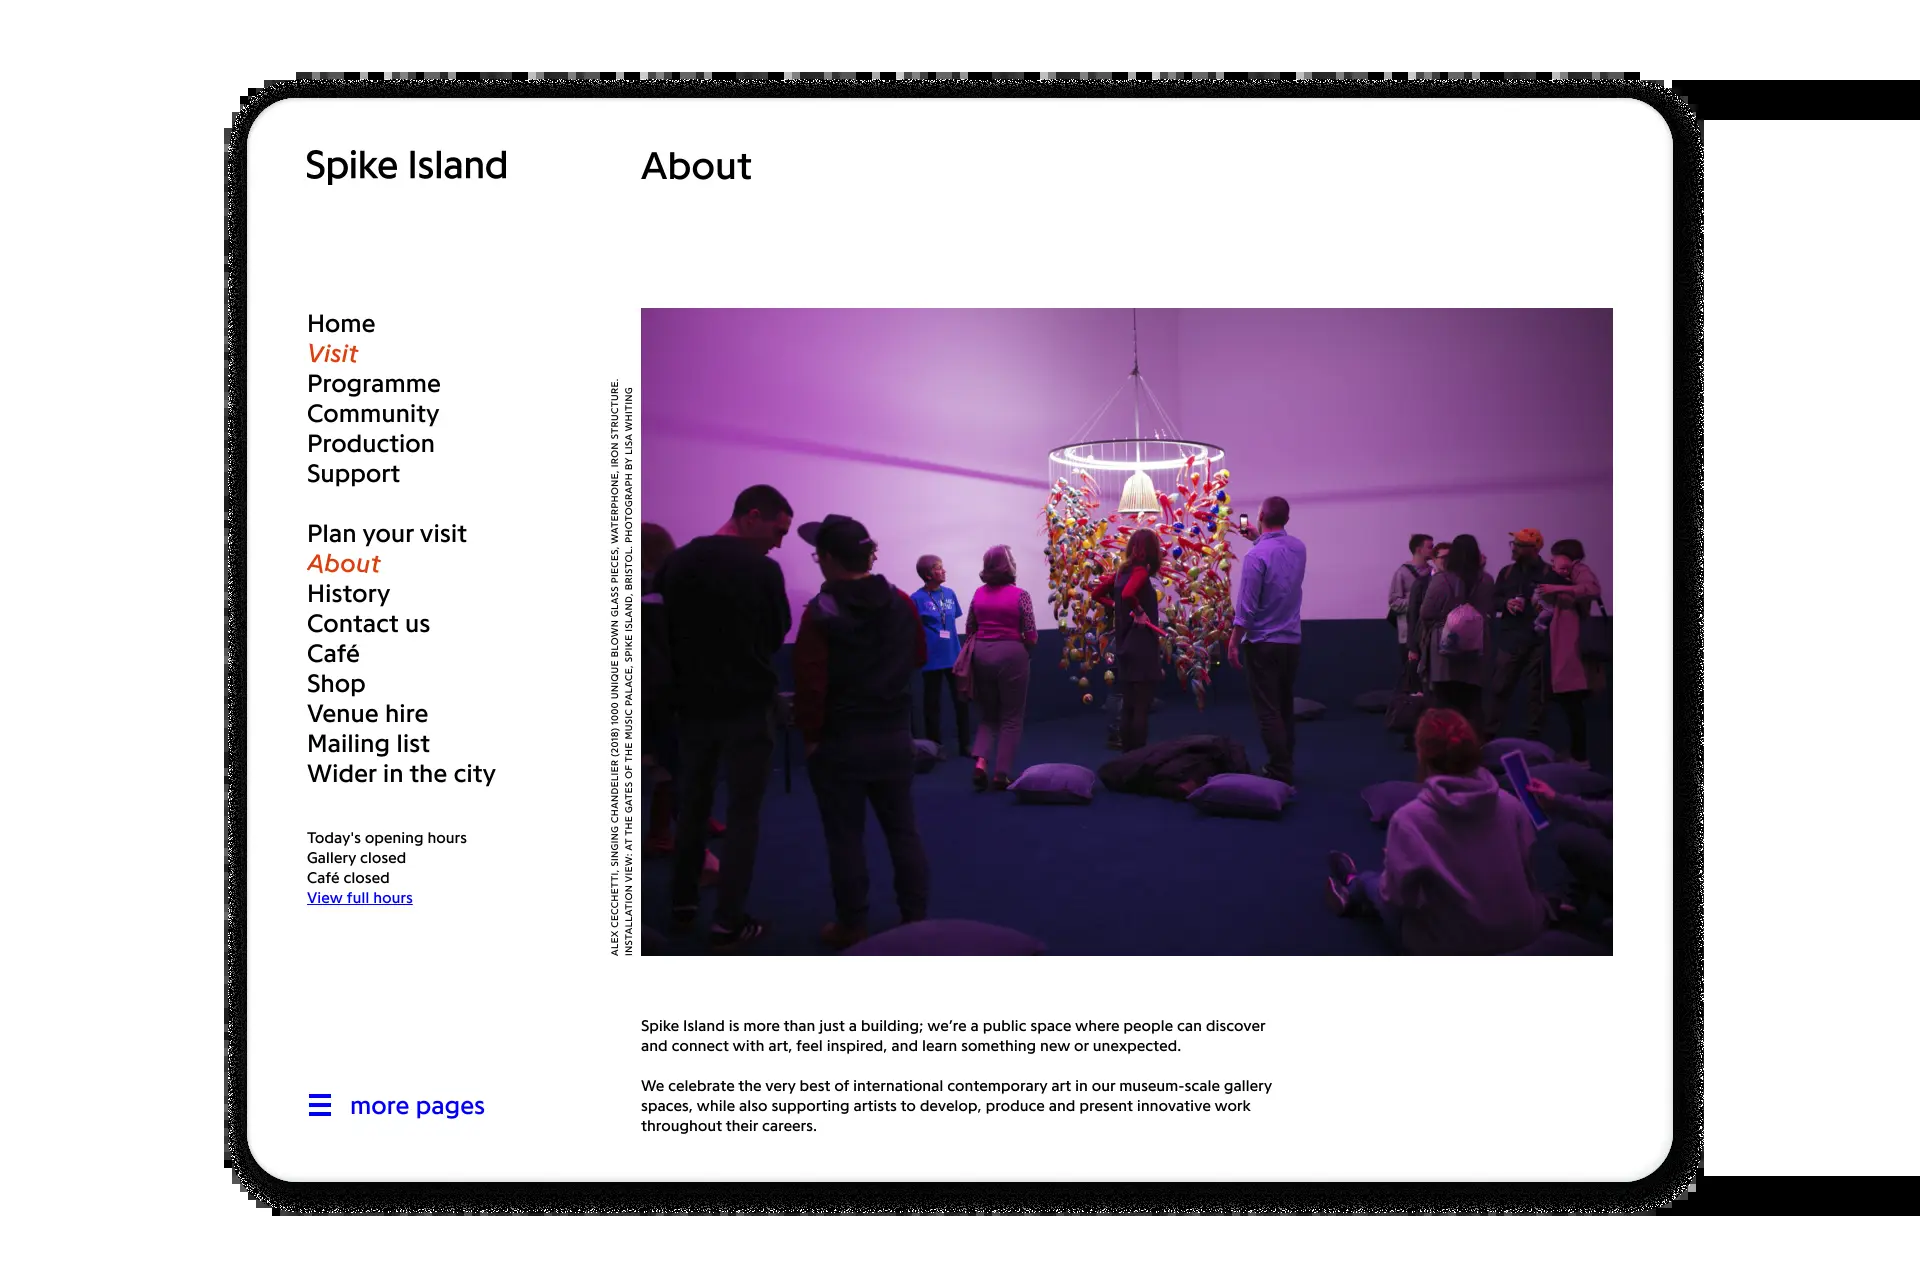 Spike Island
About
Home
Visit
Programme
Community
Production
Support
Plan your visit
About
History
Contact us
Café
Shop
Venue hire
Mailing list
Wider in the city
Today's opening hours
Gallery closed
Café closed
View full hours
more pages
ALEX CECCHETTI, SINGING CHANDELIER (2018) 1000 UNIQUE BLOWN GLASS PIECES, WATERPHONE, IRON STRUCTURE.
INSTALLATION VIEW: AT THE GATES OF THE MUSIC PALACE, SPIKE ISLAND, BRISTOL. PHOTOGRAPH BY LISA WHITING
Spike Island is more than just a building; we’re a public space where people can discover
and connect with art, feel inspired, and learn something new or unexpected.
We celebrate the very best of international contemporary art in our museum-scale gallery
spaces, while also supporting artists to develop, produce and present innovative work
throughout their careers.